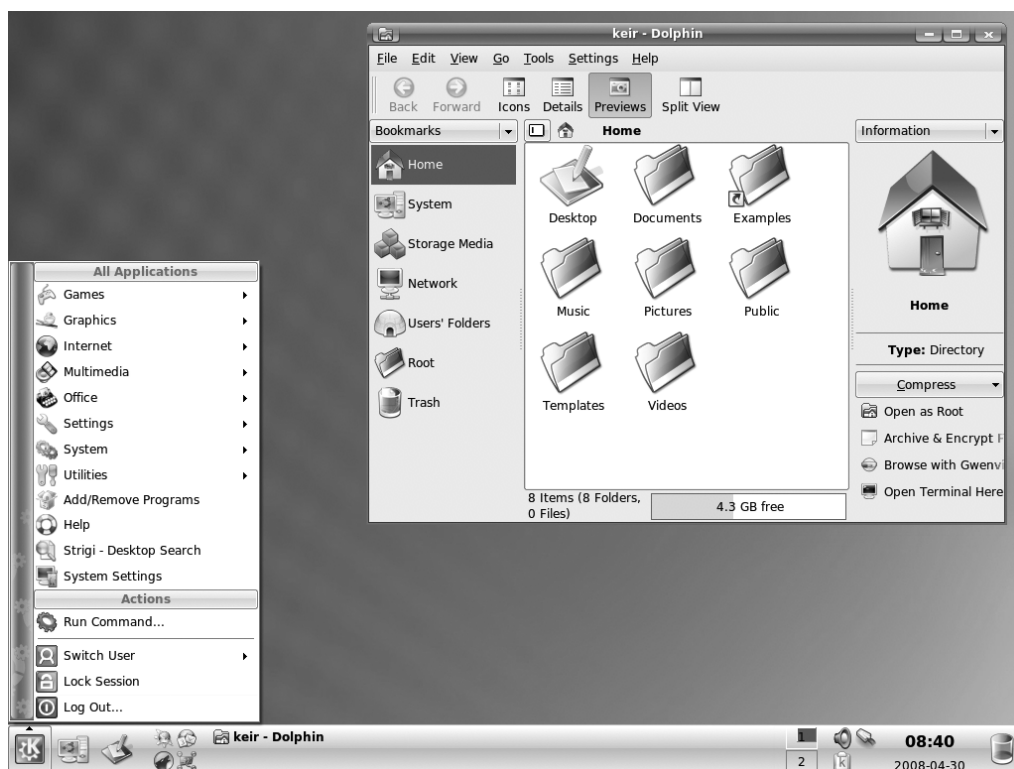 keir - Dolphin
File Edit View Go Tools Settings Help
Back Forward Icons Details Previews Split View
Bookmarks
Home
Information
Home
System
Storage Media
Network
Users' Folders
Root
Trash
Desktop Documents Examples
Music Pictures Public
Templates Videos
8 Items (8 Folders,
0 Files)
4.3 GB free
Home
Type: Directory
Compress
Open as Root
Archive & Encrypt F
Browse with Gwenvi
Open Terminal Here
All Applications
Games
Graphics
Internet
Multimedia
Office
Settings
System
Utilities
Add/Remove Programs
Help
Strigi - Desktop Search
System Settings
Actions
Run Command...
Switch User
Lock Session
Log Out...
keir - Dolphin
1
2
08:40
2008-04-30